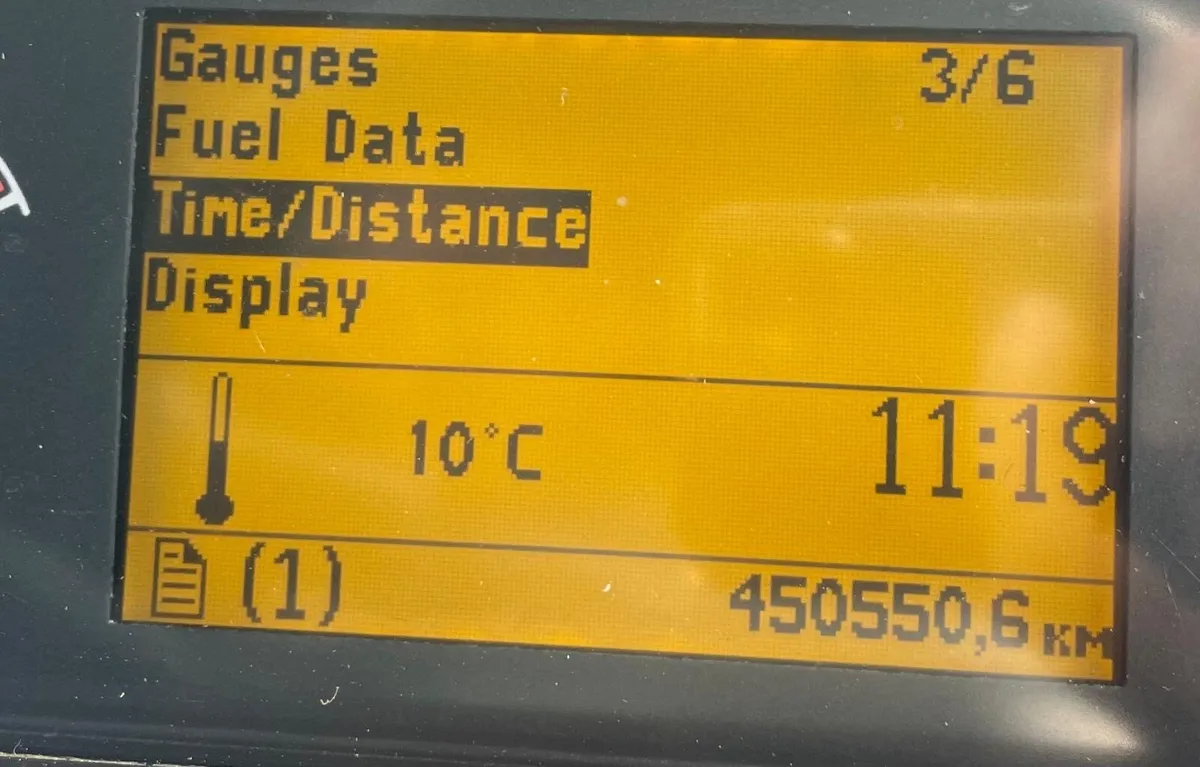 Gauges 3/6
Fuel Data
Time/Distance
Display
10°C 11:19
(1) 450550,6 км